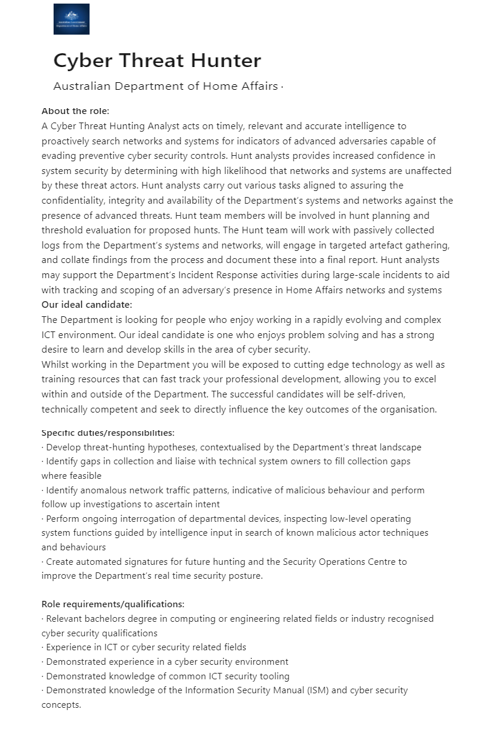 Cyber Threat Hunter
Australian Department of Home Affairs ·
About the role:
A Cyber Threat Hunting Analyst acts on timely, relevant and accurate intelligence to
proactively search networks and systems for indicators of advanced adversaries capable of
evading preventive cyber security controls. Hunt analysts provides increased confidence in
system security by determining with high likelihood that networks and systems are unaffected
by these threat actors. Hunt analysts carry out various tasks aligned to assuring the
confidentiality, integrity and availability of the Department's systems and networks against the
presence of advanced threats. Hunt team members will be involved in hunt planning and
threshold evaluation for proposed hunts. The Hunt team will work with passively collected
logs from the Department's systems and networks, will engage in targeted artefact gathering,
and collate findings from the process and document these into a final report. Hunt analysts
may support the Department's Incident Response activities during large-scale incidents to aid
with tracking and scoping of an adversary's presence in Home Affairs networks and systems
Our ideal candidate:
The Department is looking for people who enjoy working in a rapidly evolving and complex
ICT environment. Our ideal candidate is one who enjoys problem solving and has a strong
desire to learn and develop skills in the area of cyber security.
Whilst working in the Department you will be exposed to cutting edge technology as well as
training resources that can fast track your professional development, allowing you to excel
within and outside of the Department. The successful candidates will be self-driven,
technically competent and seek to directly influence the key outcomes of the organisation.
Specific duties/responsibilities:
· Develop threat-hunting hypotheses, contextualised by the Department's threat landscape
· Identify gaps in collection and liaise with technical system owners to fill collection gaps
where feasible
· Identify anomalous network traffic patterns, indicative of malicious behaviour and perform
follow up investigations to ascertain intent
· Perform ongoing interrogation of departmental devices, inspecting low-level operating
system functions guided by intelligence input in search of known malicious actor techniques
and behaviours
· Create automated signatures for future hunting and the Security Operations Centre to
improve the Department's real time security posture.
Role requirements/qualifications:
· Relevant bachelors degree in computing or engineering related fields or industry recognised
cyber security qualifications
· Experience in ICT or cyber security related fields
· Demonstrated experience in a cyber security environment
· Demonstrated knowledge of common ICT security tooling
· Demonstrated knowledge of the Information Security Manual (ISM) and cyber security
concepts.